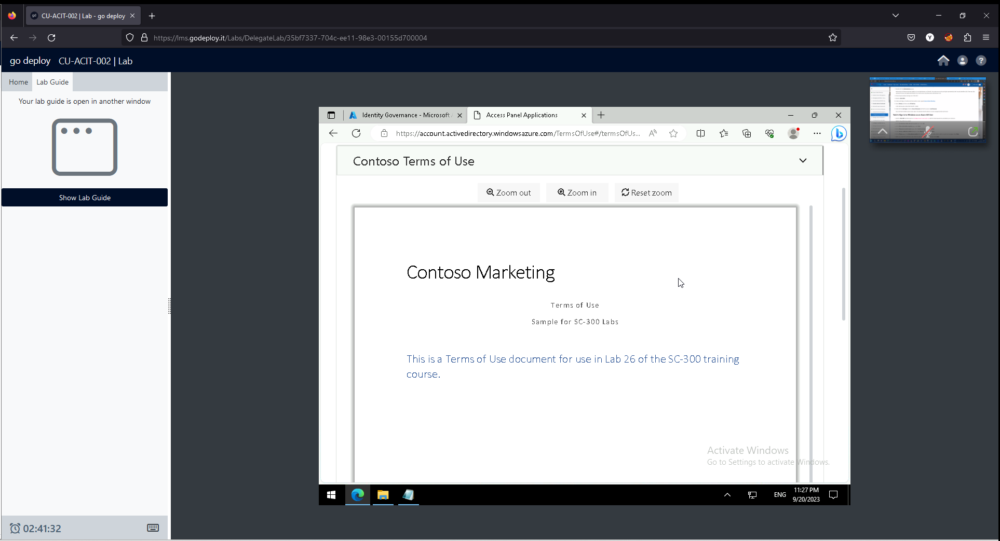 CU-ACIT-002 | Lab - go deploy
https://lms.godeploy.it/Labs/DelegateLab/35bf7337-704c-ee11-98e3-00155d700004
Y
go deploy CU-ACIT-002 | Lab
Home Lab Guide
Your lab guide is open in another window
Show Lab Guide
Identity Governance - Microsoft A
Access Panel Applications
https://account.activedirectory.windowsazure.com/TermsOfUse#/termsOfUs...
Contoso Terms of Use
Zoom out
Zoom in
Reset zoom
Contoso Marketing
Terms of Use
Sample for SC-300 Labs
This is a Terms of Use document for use in Lab 26 of the SC-300 training
course.
Activate Windows
Go to Settings to activate Windows.
ENG
11:27 PM
9/20/2023
02:41:32